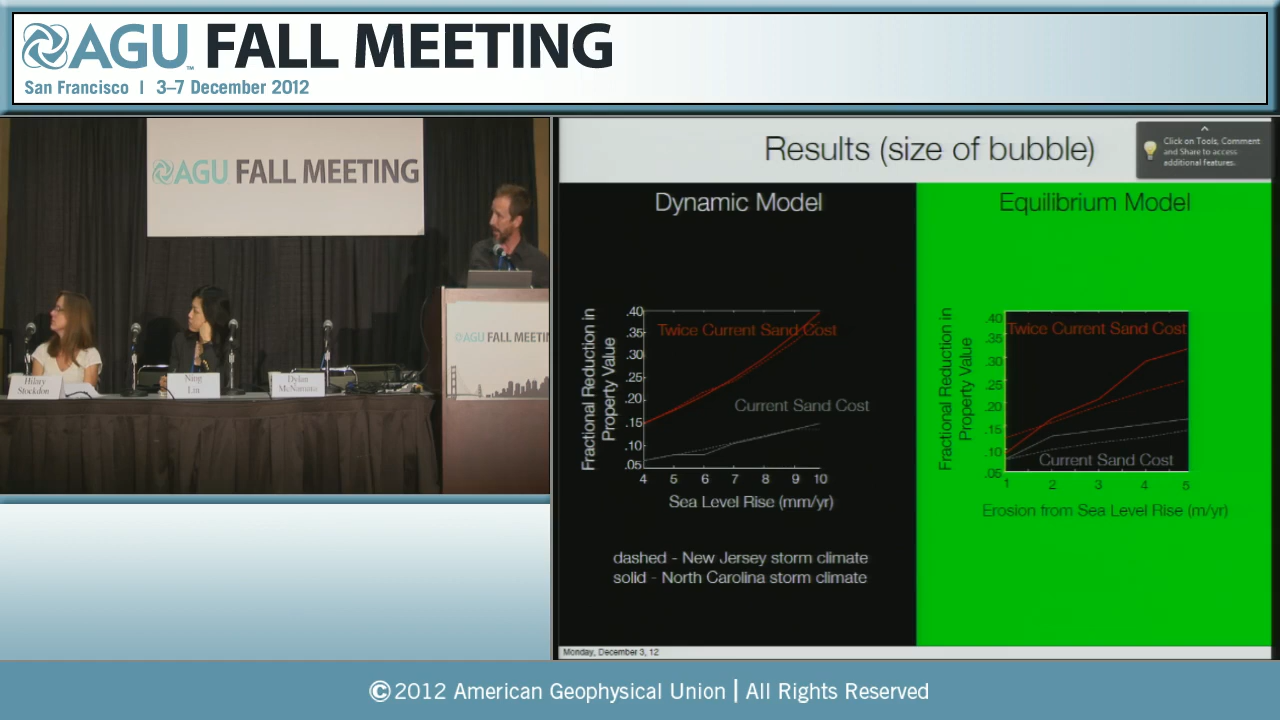 AGU FALL MEETING
San Francisco | 3–7 December 2012
AGU FALL MEETING
AGU FALL MEETIN
Hilary
Stockdon
Ning
Lin
Dylan
McNamara
Results (size of bubble)
Click on Tools, Comment
and Share to access
additional features.
Dynamic Model
Fractional Reduction in
Property Value
.40
.35
.30
.25
.20
.15
.10
.05
Twice Current Sand Cost
Current Sand Cost
4 5 6 7 8 9 10
Sea Level Rise (mm/yr)
dashed - New Jersey storm climate
solid - North Carolina storm climate
Equilibrium Model
Fractional Reduction in
Property Value
.40
.35
.30
.25
.20
.15
.10
.05
Twice Current Sand Cost
Current Sand Cost
1 2 3 4 5
Erosion from Sea Level Rise (m/yr)
Monday, December 3, 12
©2012 American Geophysical Union | All Rights Reserved